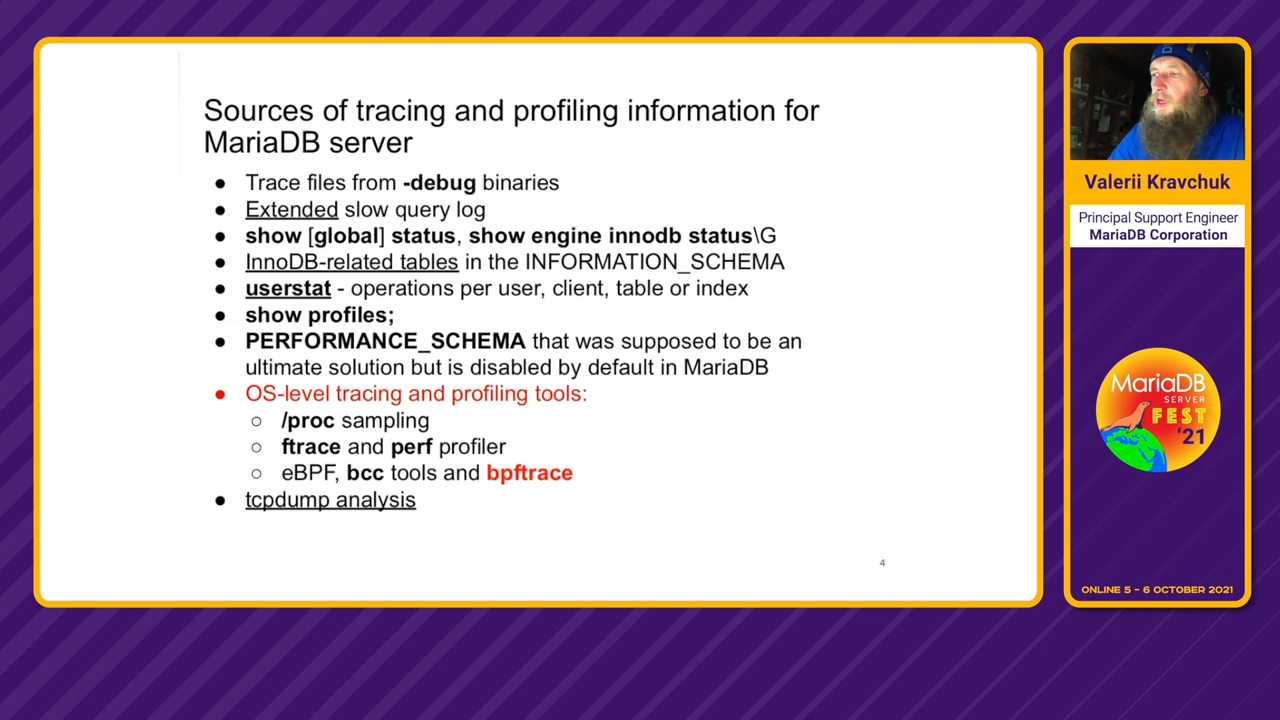 Sources of tracing and profiling information for
MariaDB server
● Trace files from -debug binaries
● Extended slow query log
● show [global] status, show engine innodb status\G
● InnoDB-related tables in the INFORMATION_SCHEMA
● userstat - operations per user, client, table or index
● show profiles;
● PERFORMANCE_SCHEMA that was supposed to be an
ultimate solution but is disabled by default in MariaDB
● OS-level tracing and profiling tools:
○ /proc sampling
○ ftrace and perf profiler
○ eBPF, bcc tools and bpftrace
● tcpdump analysis
4
Valerii Kravchuk
Principal Support Engineer
MariaDB Corporation
MariaDB
SERVER
FEST
'21
ONLINE 5 - 6 OCTOBER 2021